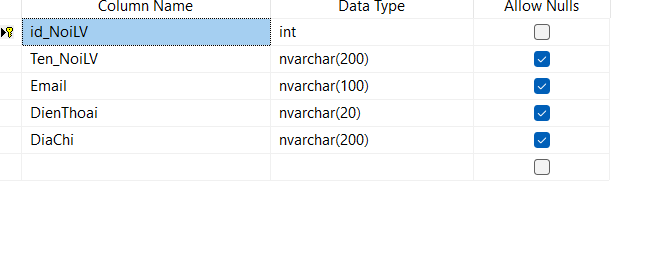 Column Name Data Type Allow Nulls
id_NoiLV int
Ten_NoiLV nvarchar(200)
Email nvarchar(100)
DienThoai nvarchar(20)
DiaChi nvarchar(200)